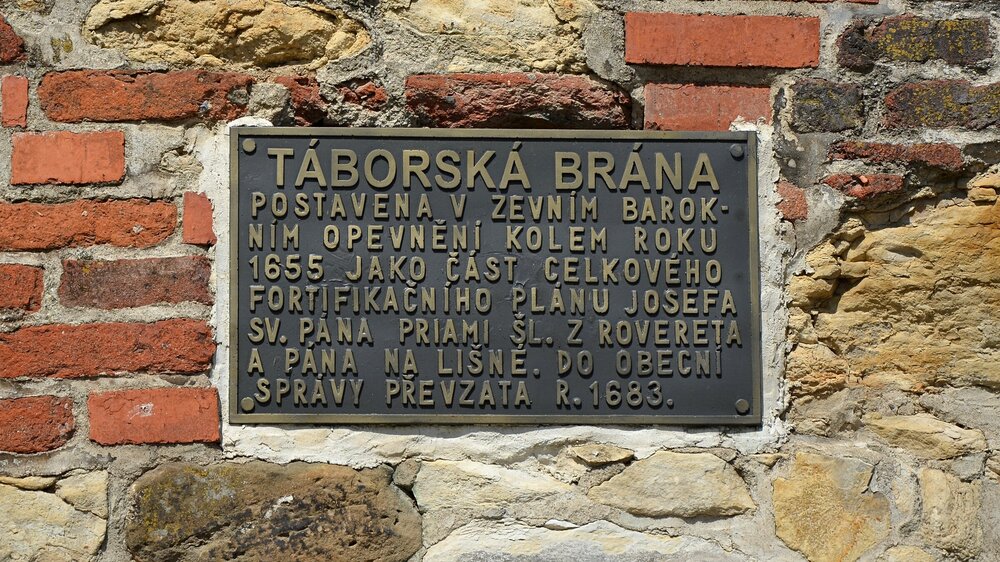 TÁBORSKÁ BRÁNA
POSTAVENA V ZEVNÍM BAROK-
NÍM OPEVNĚNÍ KOLEM ROKU
1655 JAKO ČÁST CELKOVÉHO
FORTIFIKAČNÍHO PLÁNU JOSEFA
SV. PÁNA PRIAMI ŠL. Z ROVERETA
A PÁNA NA LIŠNÉ. DO OBECNÍ
SPRÁVY PŘEVZATA R. 1683.